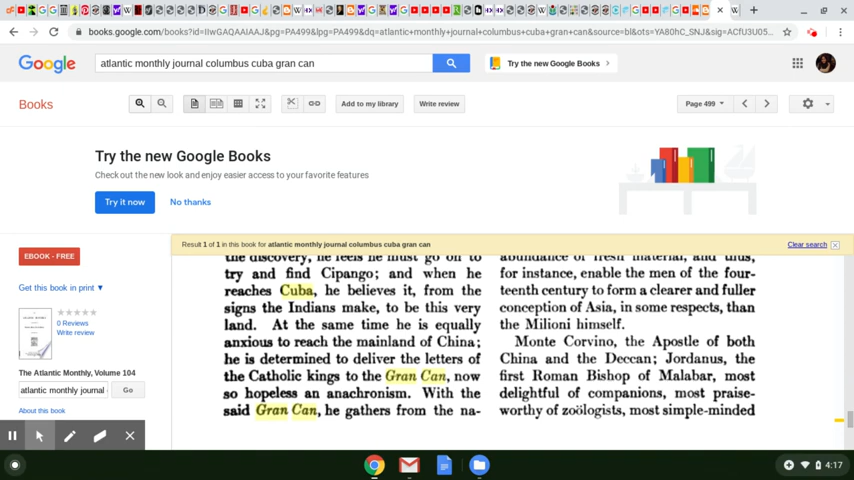 books.google.com/books?id=IIwGAQAAIAAJ&pg=PA499&lpg=PA499&dq=atlantic+monthly+journal+columbus+cuba+gran+can&source=bl&ots=YA80hC_SNJ&sig=ACfU3U05...
Google
atlantic monthly journal columbus cuba gran can
Try the new Google Books
Books
Add to my library
Write review
Page 499
Try the new Google Books
Check out the new look and enjoy easier access to your favorite features
Try it now
No thanks
Result 1 of 1 in this book for atlantic monthly journal columbus cuba gran can
Clear search
EBOOK - FREE
Get this book in print ▼
0 Reviews
Write review
The Atlantic Monthly, Volume 104
atlantic monthly journal
Go
About this book
the discovery, he feels he must go on to
try and find Cipango; and when he
reaches Cuba, he believes it, from the
signs the Indians make, to be this very
land. At the same time he is equally
anxious to reach the mainland of China;
he is determined to deliver the letters of
the Catholic kings to the Gran Can, now
so hopeless an anachronism. With the
said Gran Can, he gathers from the na-
abundance of fresh material, and thus,
for instance, enable the men of the four-
teenth century to form a clearer and fuller
conception of Asia, in some respects, than
the Milioni himself.
Monte Corvino, the Apostle of both
China and the Deccan; Jordanus, the
first Roman Bishop of Malabar, most
delightful of companions, most praise-
worthy of zoölogists, most simple-minded
4:17